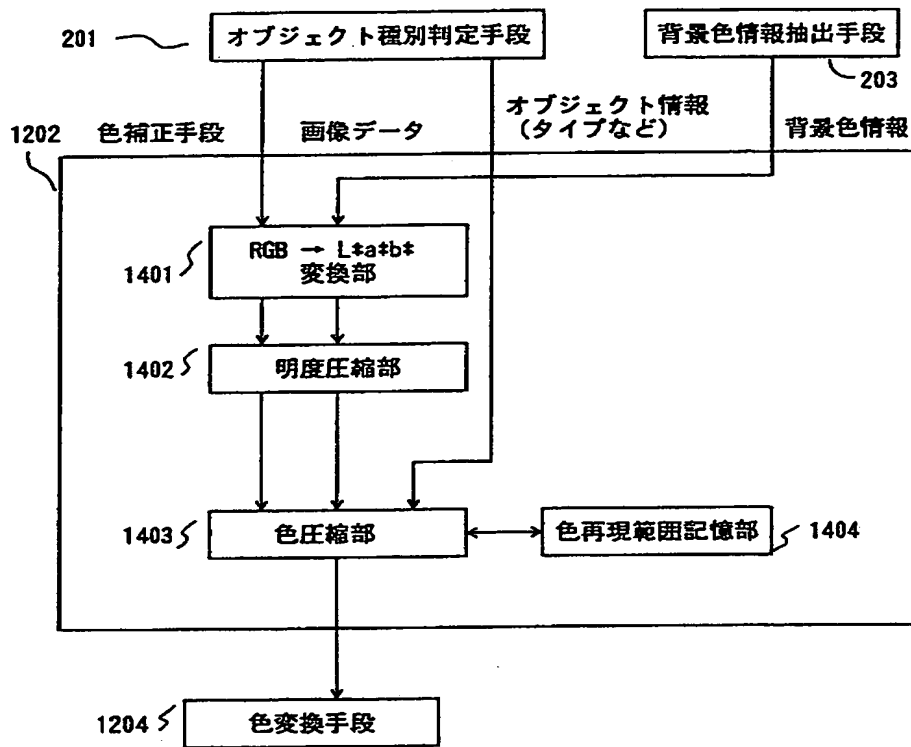 201
オブジェクト種別判定手段
背景色情報抽出手段
203
1202
色補正手段
画像データ
オブジェクト情報
(タイプなど)
背景色情報
1401
RGB → L*a*b*
変換部
1402
明度圧縮部
1403
色圧縮部
色再現範囲記憶部
1404
1204
色変換手段